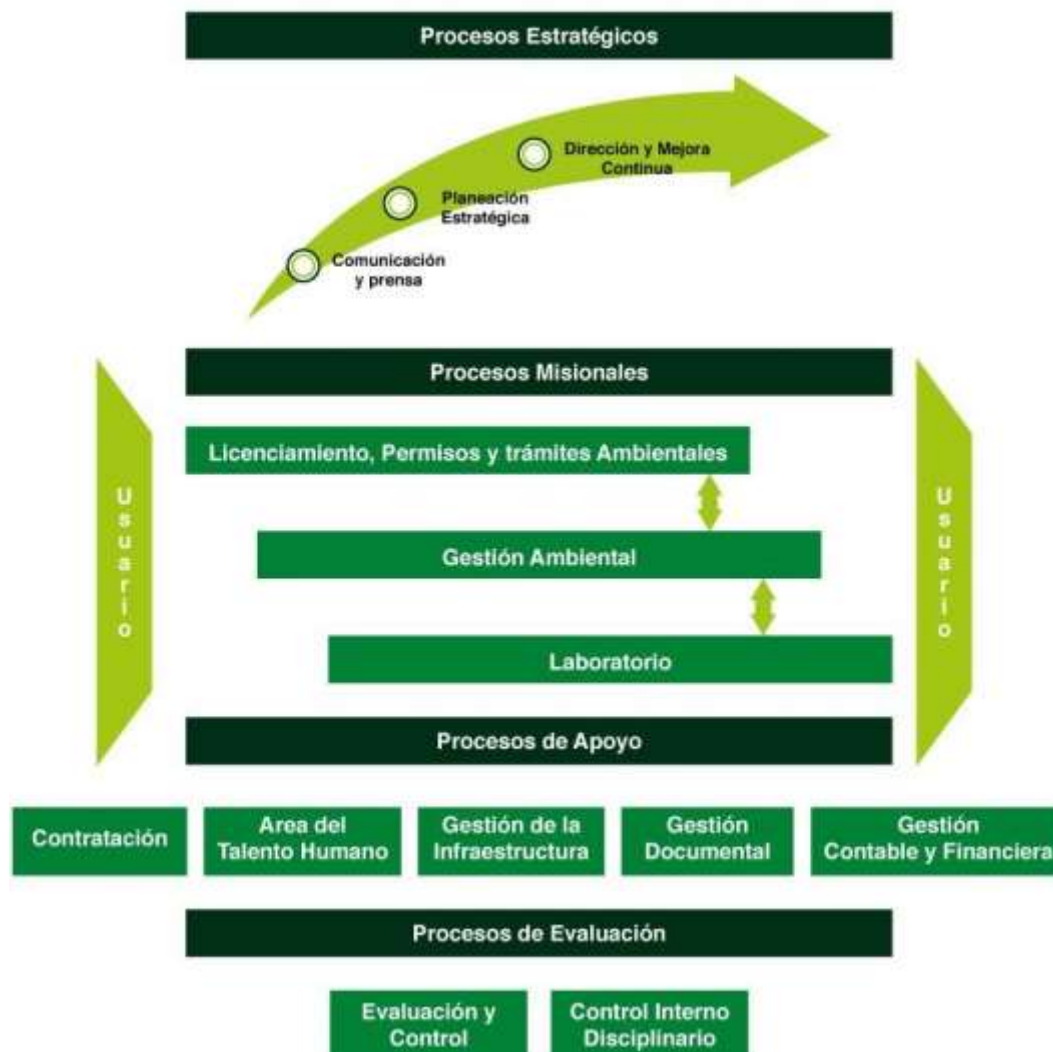 Procesos Estratégicos
Dirección y Mejora
Continua
Planeación
Estratégica
Comunicación
y prensa
Procesos Misionales
Usuario
Licenciamiento, Permisos y trámites Ambientales
Gestión Ambiental
Laboratorio
Usuario
Procesos de Apoyo
Contratación
Area del
Talento Humano
Gestión de la
Infraestructura
Gestión
Documental
Gestión
Contable y Financiera
Procesos de Evaluación
Evaluación y
Control
Control Interno
Disciplinario